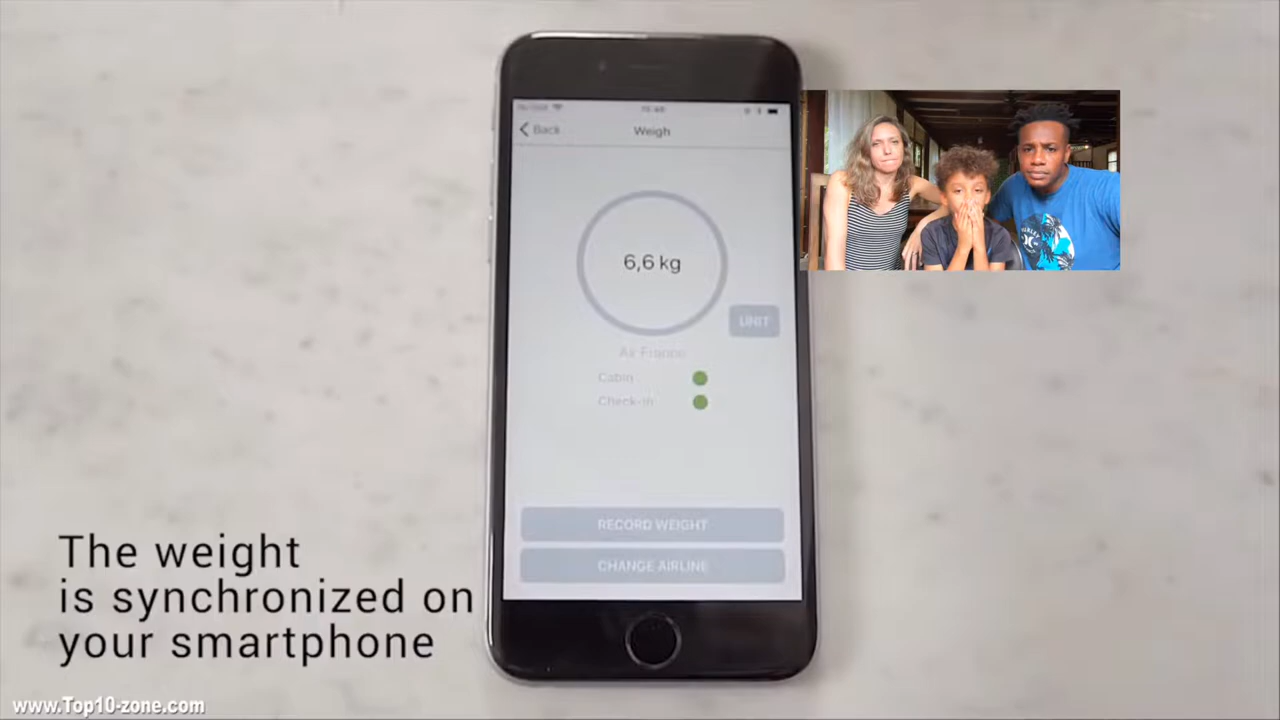 Back
Weigh
6,6 kg
UNIT
Air France
Cabin
Check-In
RECORD WEIGHT
CHANGE AIRLINE
The weight
is synchronized on
your smartphone
www.Top10-zone.com